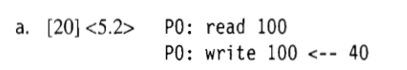 a. [20] <5.2> P0: read 100
P0: write 100 <-- 40